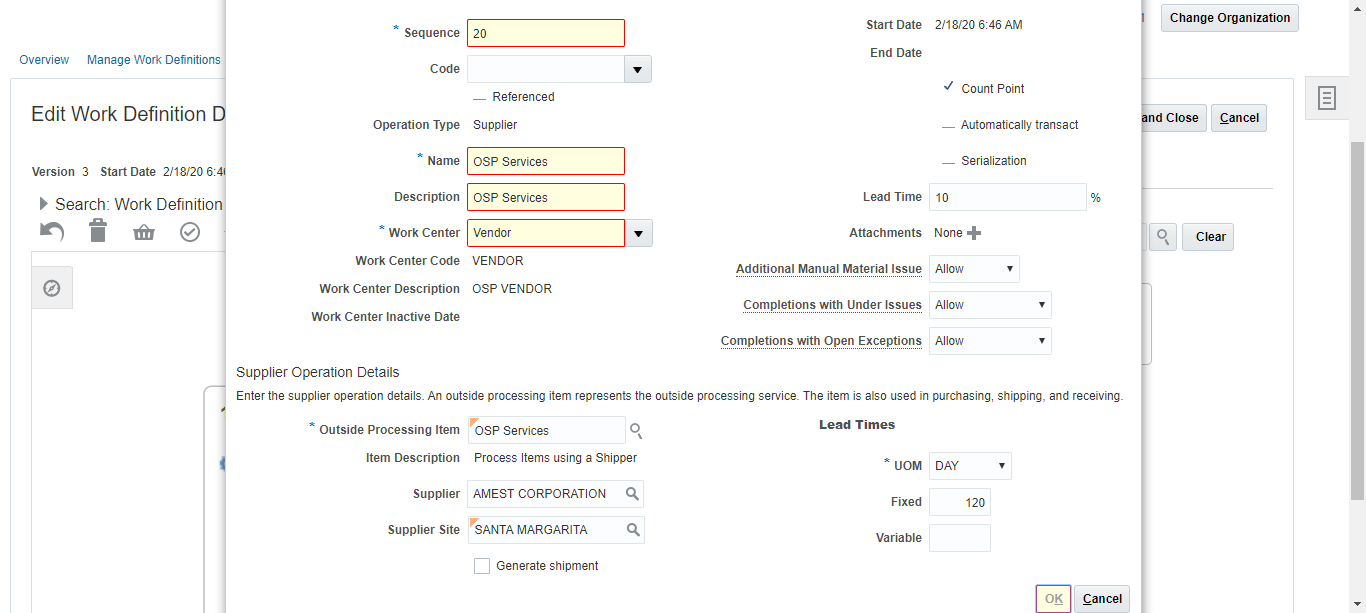 Change Organization
Overview Manage Work Definitions
Edit Work Definition D
and Close Cancel
Version 3 Start Date 2/18/20 6:4
Search: Work Definition
Clear
* Sequence 20
Code
Referenced
Operation Type Supplier
* Name OSP Services
Description OSP Services
* Work Center Vendor
Work Center Code VENDOR
Work Center Description OSP VENDOR
Work Center Inactive Date
Start Date 2/18/20 6:46 AM
End Date
Count Point
Automatically transact
Serialization
Lead Time 10 %
Attachments None
Additional Manual Material Issue Allow
Completions with Under Issues Allow
Completions with Open Exceptions Allow
Supplier Operation Details
Enter the supplier operation details. An outside processing item represents the outside processing service. The item is also used in purchasing, shipping, and receiving.
* Outside Processing Item OSP Services
Item Description Process Items using a Shipper
Supplier AMEST CORPORATION
Supplier Site SANTA MARGARITA
Generate shipment
Lead Times
* UOM DAY
Fixed 120
Variable
OK Cancel